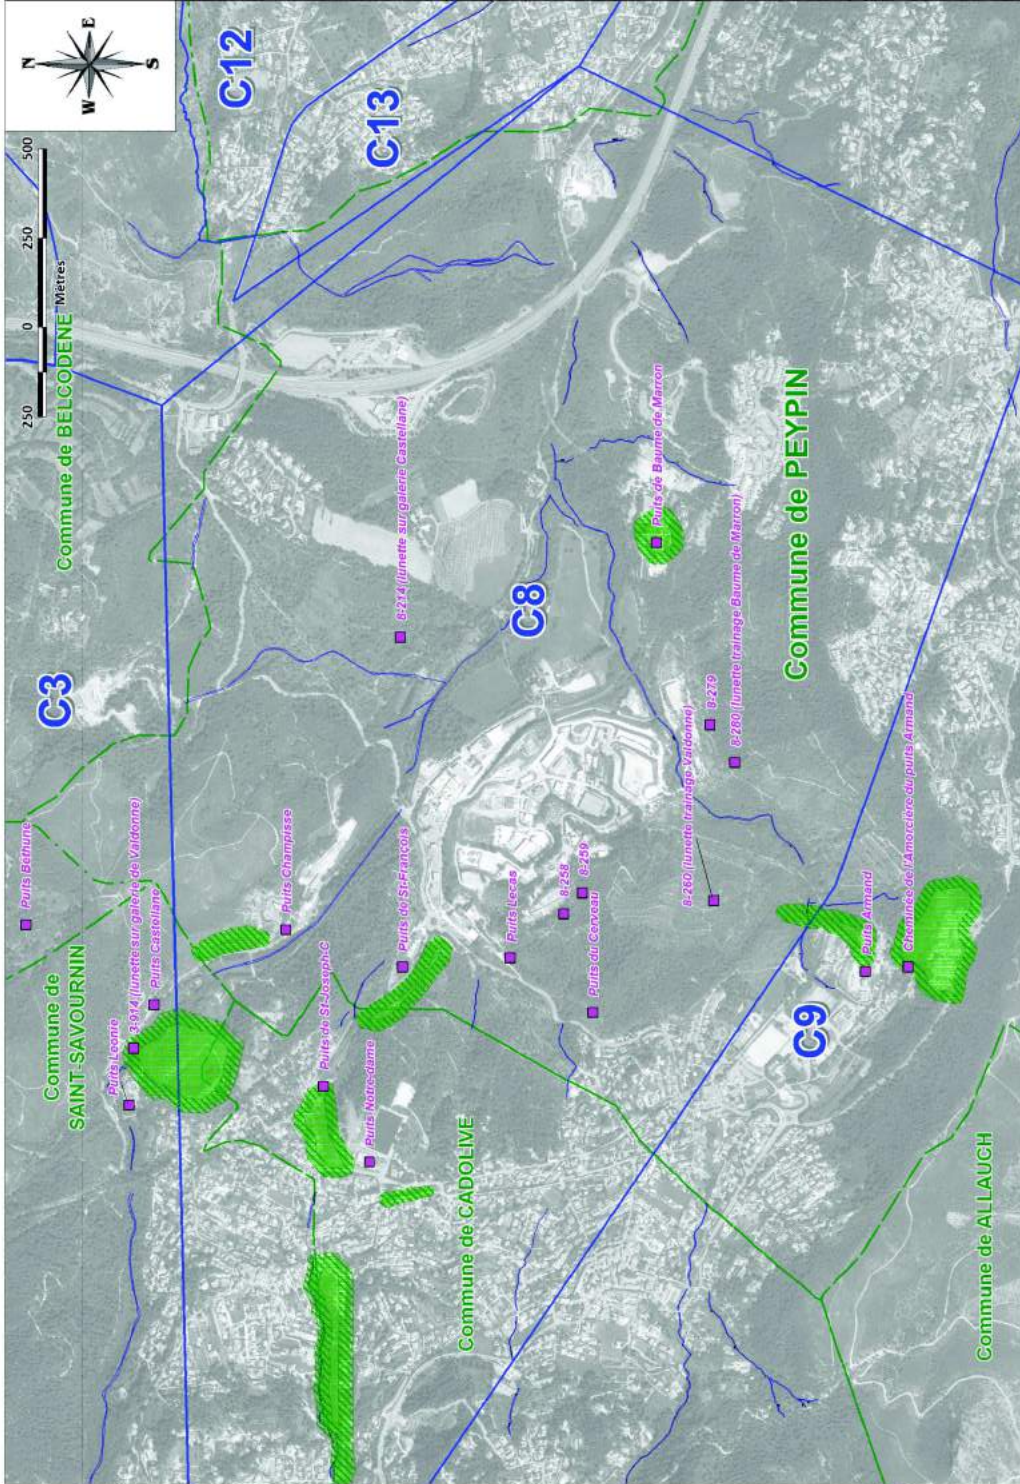 N
E
S
W
250
0
250
500
Mètres
C12
C13
Commune de BELCODENE
C3
Puits Bethune
Commune de
SAINT-SAVOURNIN
Puits Leonie
3-914 (lunette sur galerie de Valdonne)
Puits Castellane
Puits Champisse
8-214 (lunette sur galerie Castellane)
Puits de St-Joseph-C
Puits de St-François
Puits Notre-dame
Commune de CADOLIVE
C8
Puits Lecas
8-258
8-259
Puits du Cerveau
Puits de Baume de Marron
8-279
8-280 (lunette trainage Baume de Marron)
8-260 (lunette trainage Valdonne)
Commune de PEYPIN
C9
Puits Armand
Cheminée de l'Amorcière du puits Armand
Commune de ALLAUCH